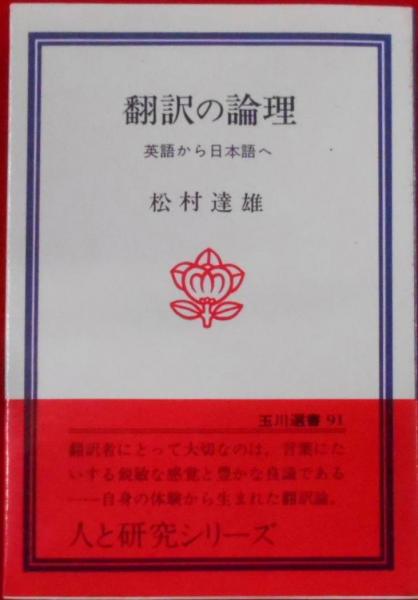 翻訳の論理
英語から日本語へ
松村達雄
玉川選書 91
翻訳者にとって大切なのは、言葉にた
いする鋭敏な感覚と豊かな良識である
——自身の体験から生まれた翻訳論。
人と研究シリーズ